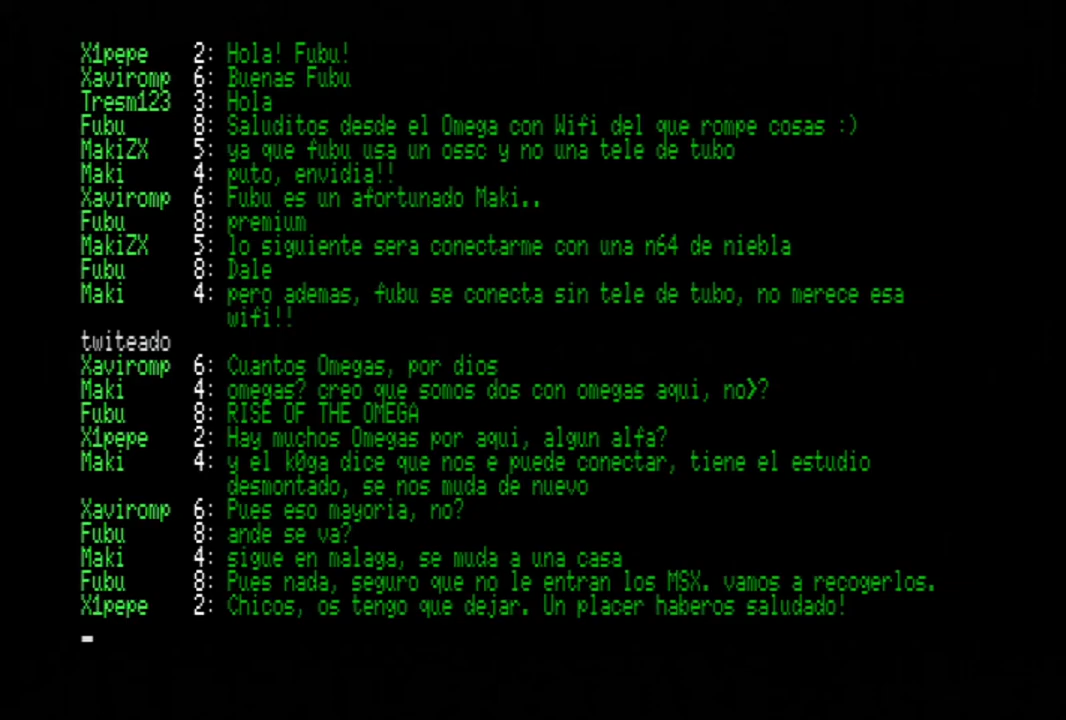 X1pepe 2: Hola! Fubu!
Xaviromp 6: Buenas Fubu
Tresm123 3: Hola
Fubu 8: Saluditos desde el Omega con Wifi del que rompe cosas :)
MakiZX 5: ya que fubu usa un ossc y no una tele de tubo
Maki 4: puto, envidia!!
Xaviromp 6: Fubu es un afortunado Maki..
Fubu 8: premium
MakiZX 5: lo siguiente sera conectarme con una n64 de niebla
Fubu 8: Dale
Maki 4: pero ademas, fubu se conecta sin tele de tubo, no merece esa
wifi!!
twiteado
Xaviromp 6: Cuantos Omegas, por dios
Maki 4: omegas? creo que somos dos con omegas aqui, no>?
Fubu 8: RISE OF THE OMEGA
X1pepe 2: Hay muchos Omegas por aqui, algun alfa?
Maki 4: y el k0ga dice que nos e puede conectar, tiene el estudio
desmontado, se nos muda de nuevo
Xaviromp 6: Pues eso mayoria, no?
Fubu 8: ande se va?
Maki 4: sigue en malaga, se muda a una casa
Fubu 8: Pues nada, seguro que no le entran los MSX. vamos a recogerlos.
X1pepe 2: Chicos, os tengo que dejar. Un placer haberos saludado!